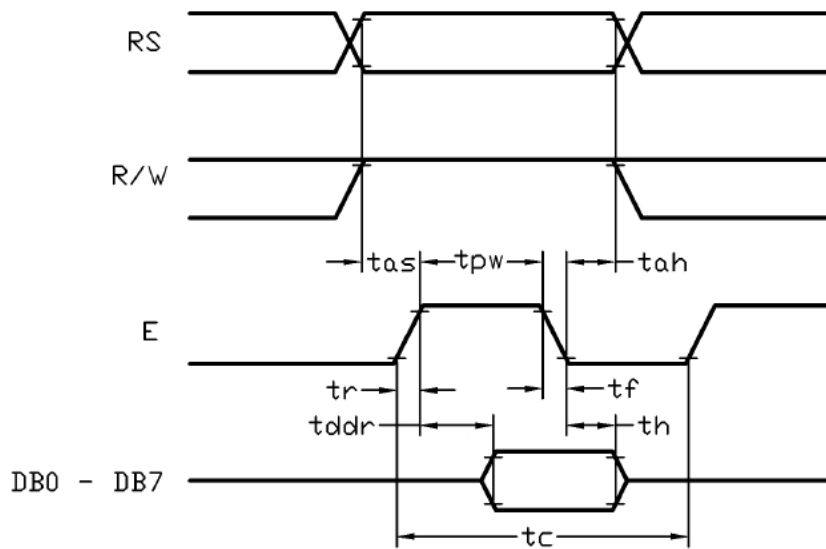 RS
R/W
tas tpw tah
E
tr tf
tddr th
DB0 - DB7
tc